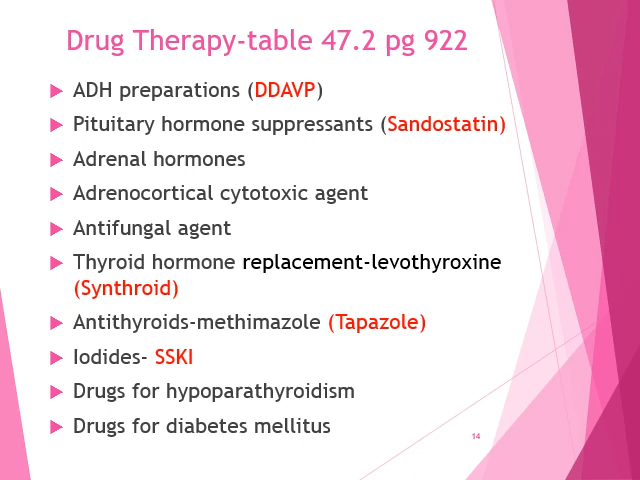 Drug Therapy-table 47.2 pg 922
ADH preparations (DDAVP)
Pituitary hormone suppressants (Sandostatin)
Adrenal hormones
Adrenocortical cytotoxic agent
Antifungal agent
Thyroid hormone replacement-levothyroxine
(Synthroid)
Antithyroids-methimazole (Tapazole)
Iodides- SSKI
Drugs for hypoparathyroidism
Drugs for diabetes mellitus
14